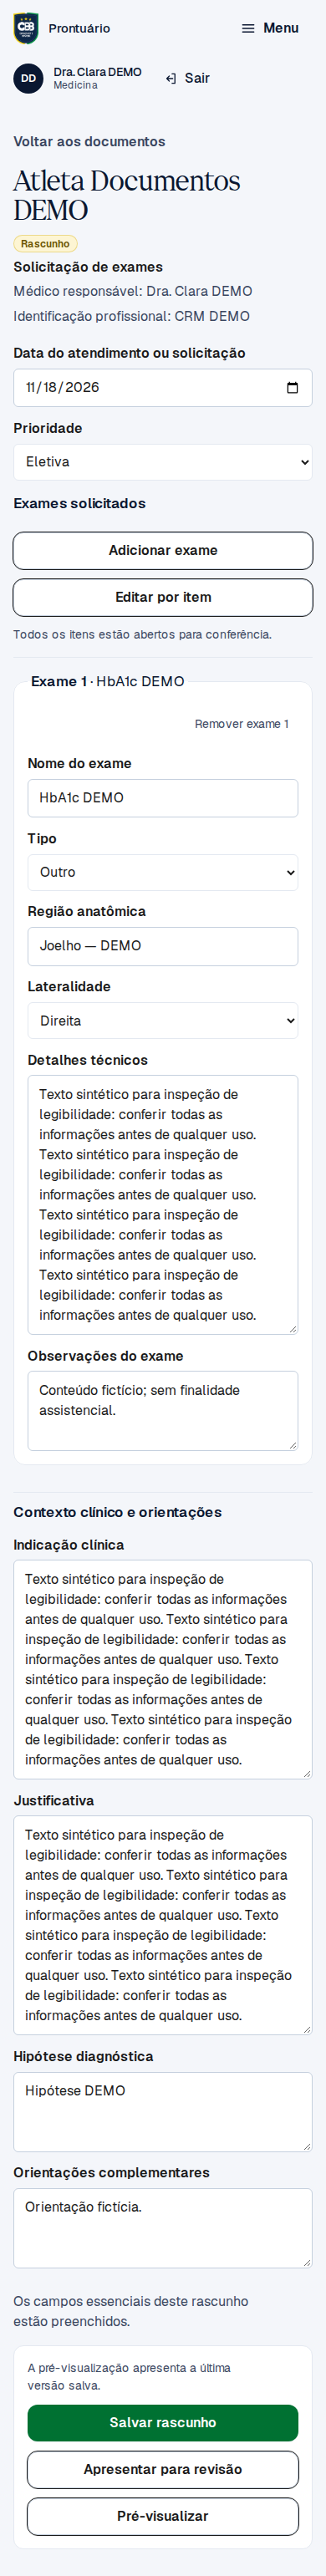 CBB
Prontuário
Menu
DD
Dra. Clara DEMO
Medicina
Sair
Voltar aos documentos
Atleta Documentos
DEMO
Rascunho
Solicitação de exames
Médico responsável: Dra. Clara DEMO
Identificação profissional: CRM DEMO
Data do atendimento ou solicitação
11/18/2026
Prioridade
Eletiva
Exames solicitados
Adicionar exame
Editar por item
Todos os itens estão abertos para conferência.
Exame 1 · HbA1c DEMO
Remover exame 1
Nome do exame
HbA1c DEMO
Tipo
Outro
Região anatômica
Joelho — DEMO
Lateralidade
Direita
Detalhes técnicos
Texto sintético para inspeção de
legibilidade: conferir todas as
informações antes de qualquer uso.
Texto sintético para inspeção de
legibilidade: conferir todas as
informações antes de qualquer uso.
Texto sintético para inspeção de
legibilidade: conferir todas as
informações antes de qualquer uso.
Texto sintético para inspeção de
legibilidade: conferir todas as
informações antes de qualquer uso.
Observações do exame
Conteúdo fictício; sem finalidade
assistencial.
Contexto clínico e orientações
Indicação clínica
Texto sintético para inspeção de
legibilidade: conferir todas as informações
antes de qualquer uso. Texto sintético para
inspeção de legibilidade: conferir todas as
informações antes de qualquer uso. Texto
sintético para inspeção de legibilidade:
conferir todas as informações antes de
qualquer uso. Texto sintético para inspeção
de legibilidade: conferir todas as
informações antes de qualquer uso.
Justificativa
Texto sintético para inspeção de
legibilidade: conferir todas as informações
antes de qualquer uso. Texto sintético para
inspeção de legibilidade: conferir todas as
informações antes de qualquer uso. Texto
sintético para inspeção de legibilidade:
conferir todas as informações antes de
qualquer uso. Texto sintético para inspeção
de legibilidade: conferir todas as
informações antes de qualquer uso.
Hipótese diagnóstica
Hipótese DEMO
Orientações complementares
Orientação fictícia.
Os campos essenciais deste rascunho
estão preenchidos.
A pré-visualização apresenta a última
versão salva.
Salvar rascunho
Apresentar para revisão
Pré-visualizar